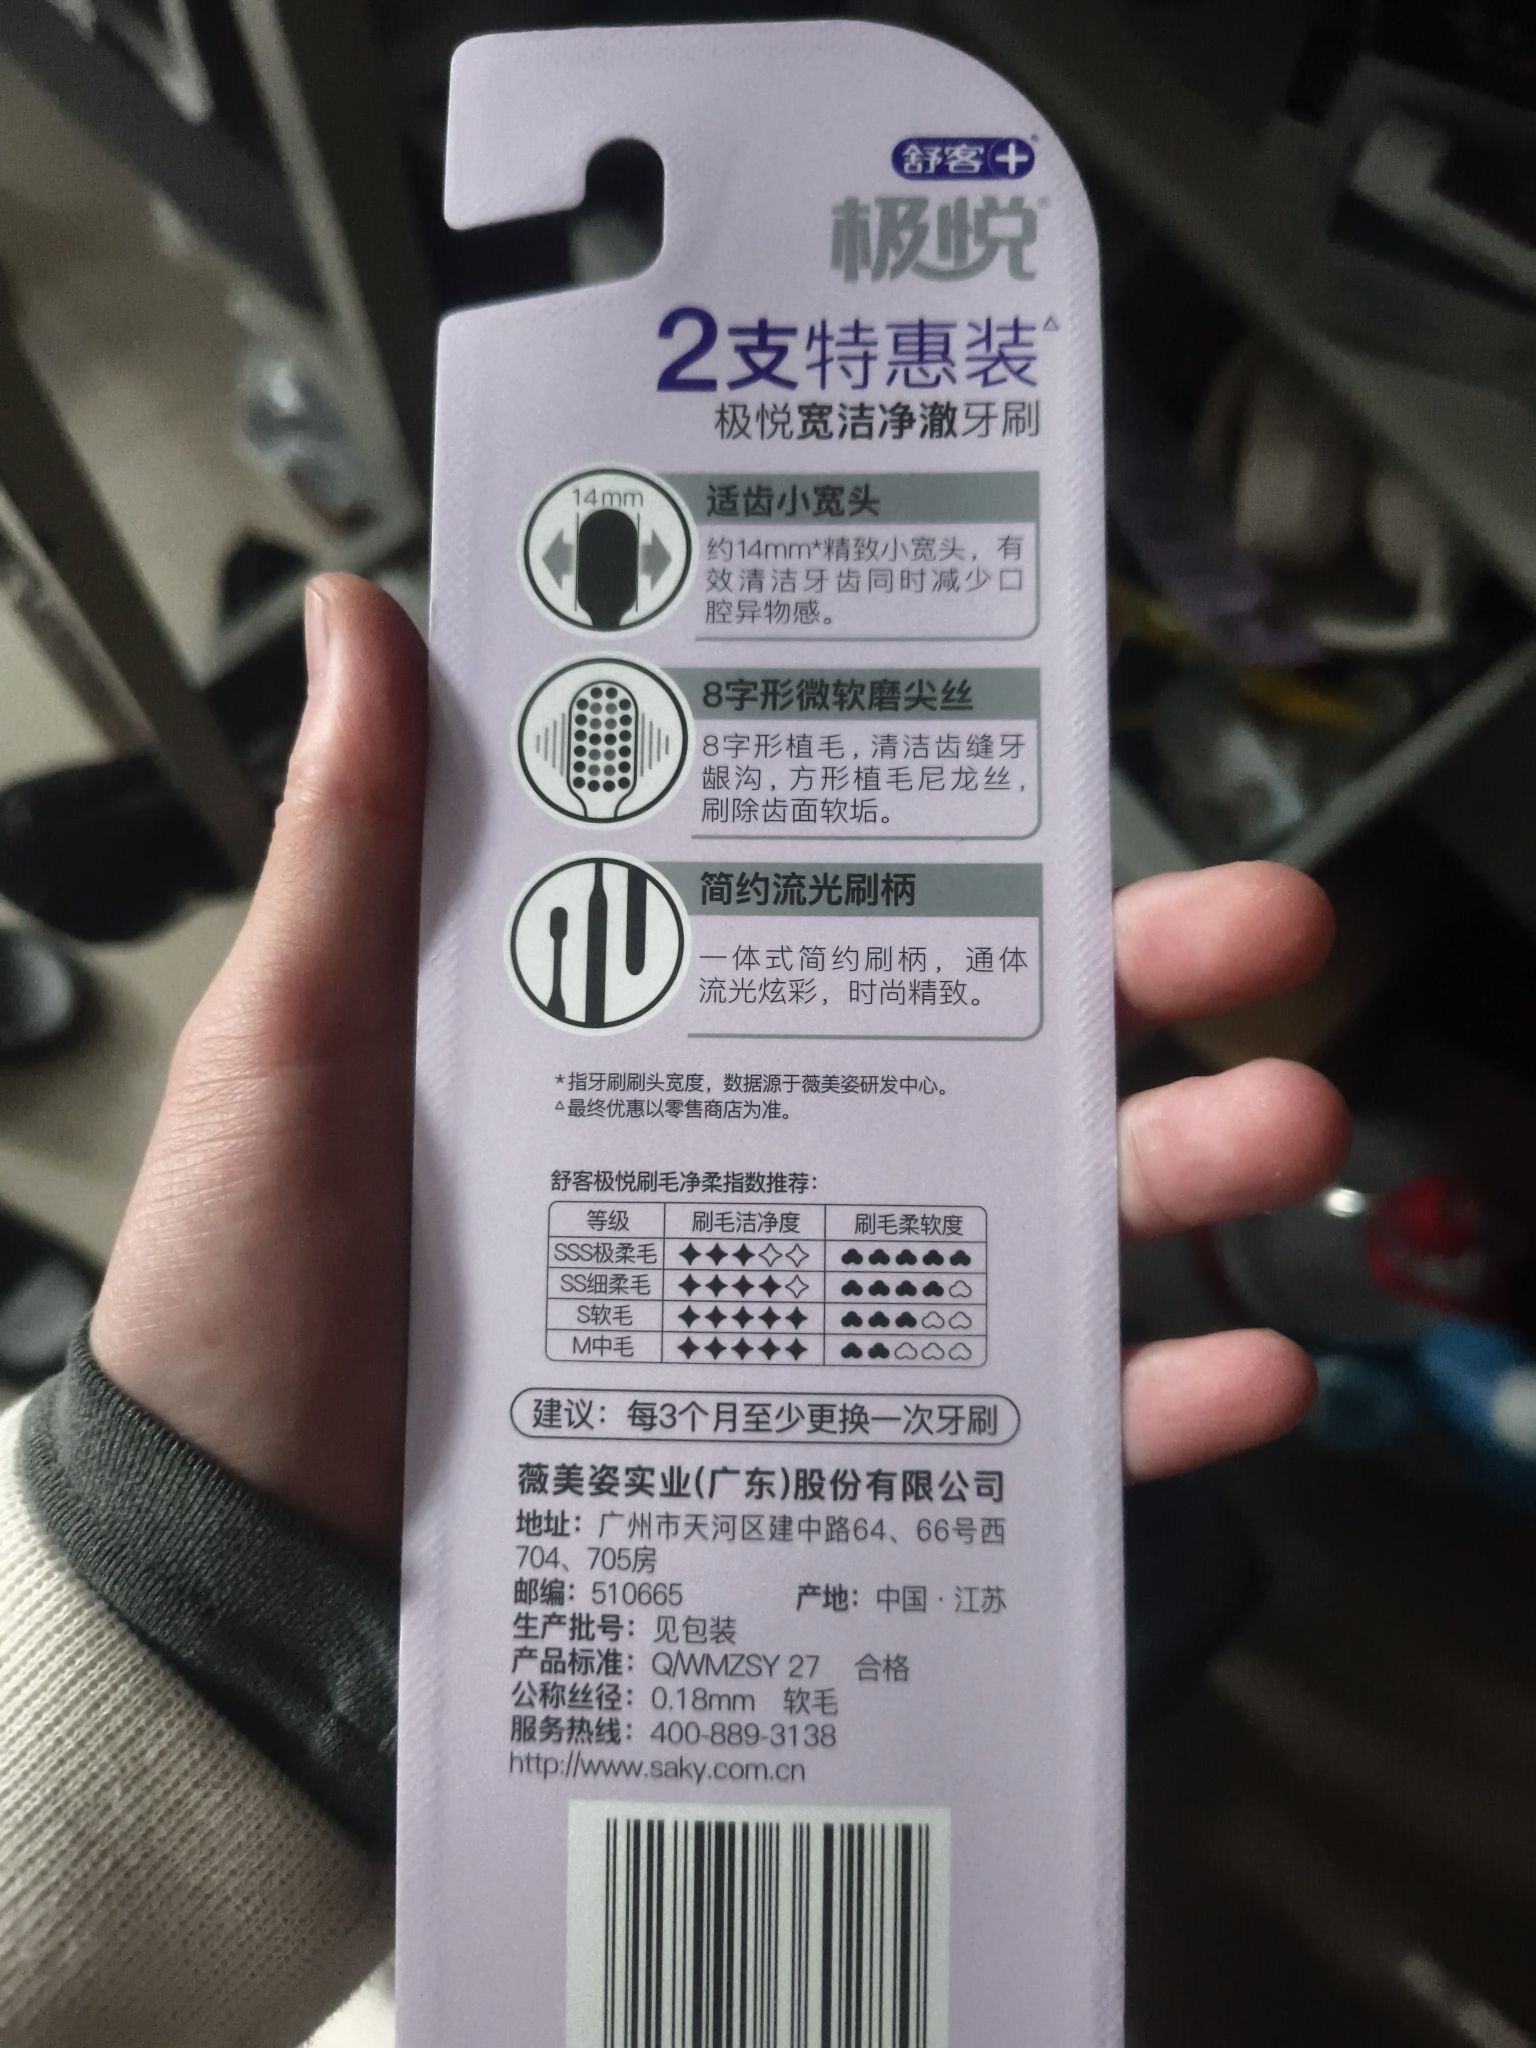 舒客+
极悦
2支特惠装△
极悦宽洁净澈牙刷
14mm
适齿小宽头
约14mm*精致小宽头，有
效清洁牙齿同时减少口
腔异物感。
8字形微软磨尖丝
8字形植毛，清洁齿缝牙
龈沟，方形植毛尼龙丝，
刷除齿面软垢。
简约流光刷柄
一体式简约刷柄，通体
流光炫彩，时尚精致。
*指牙刷刷头宽度，数据源于薇美姿研发中心。
△最终优惠以零售商店为准。
舒客极悦刷毛净柔指数推荐：
等级 刷毛洁净度 刷毛柔软度
SSS极柔毛
SS细柔毛
S软毛
M中毛
建议：每3个月至少更换一次牙刷
薇美姿实业(广东)股份有限公司
地址：广州市天河区建中路64、66号西
704、705房
邮编：510665 产地：中国·江苏
生产批号：见包装
产品标准：Q/WMZSY 27 合格
公称丝径：0.18mm 软毛
服务热线：400-889-3138
http://www.saky.com.cn